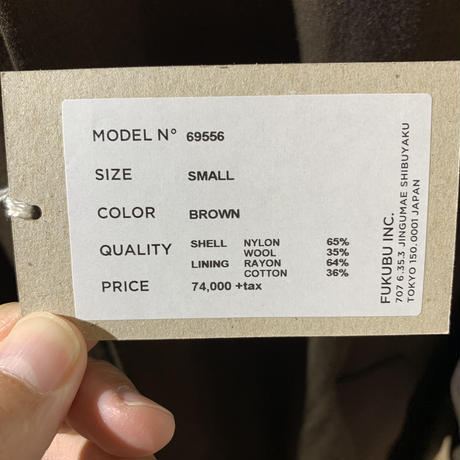 MODEL N° 69556
SIZE SMALL
COLOR BROWN
QUALITY SHELL NYLON 65%
WOOL 35%
LINING RAYON 64%
COTTON 36%
PRICE 74,000 +tax
FUKUBU INC.
707 6.35.3 JINGUMAE SHIBUYAKU
TOKYO 150.0001 JAPAN